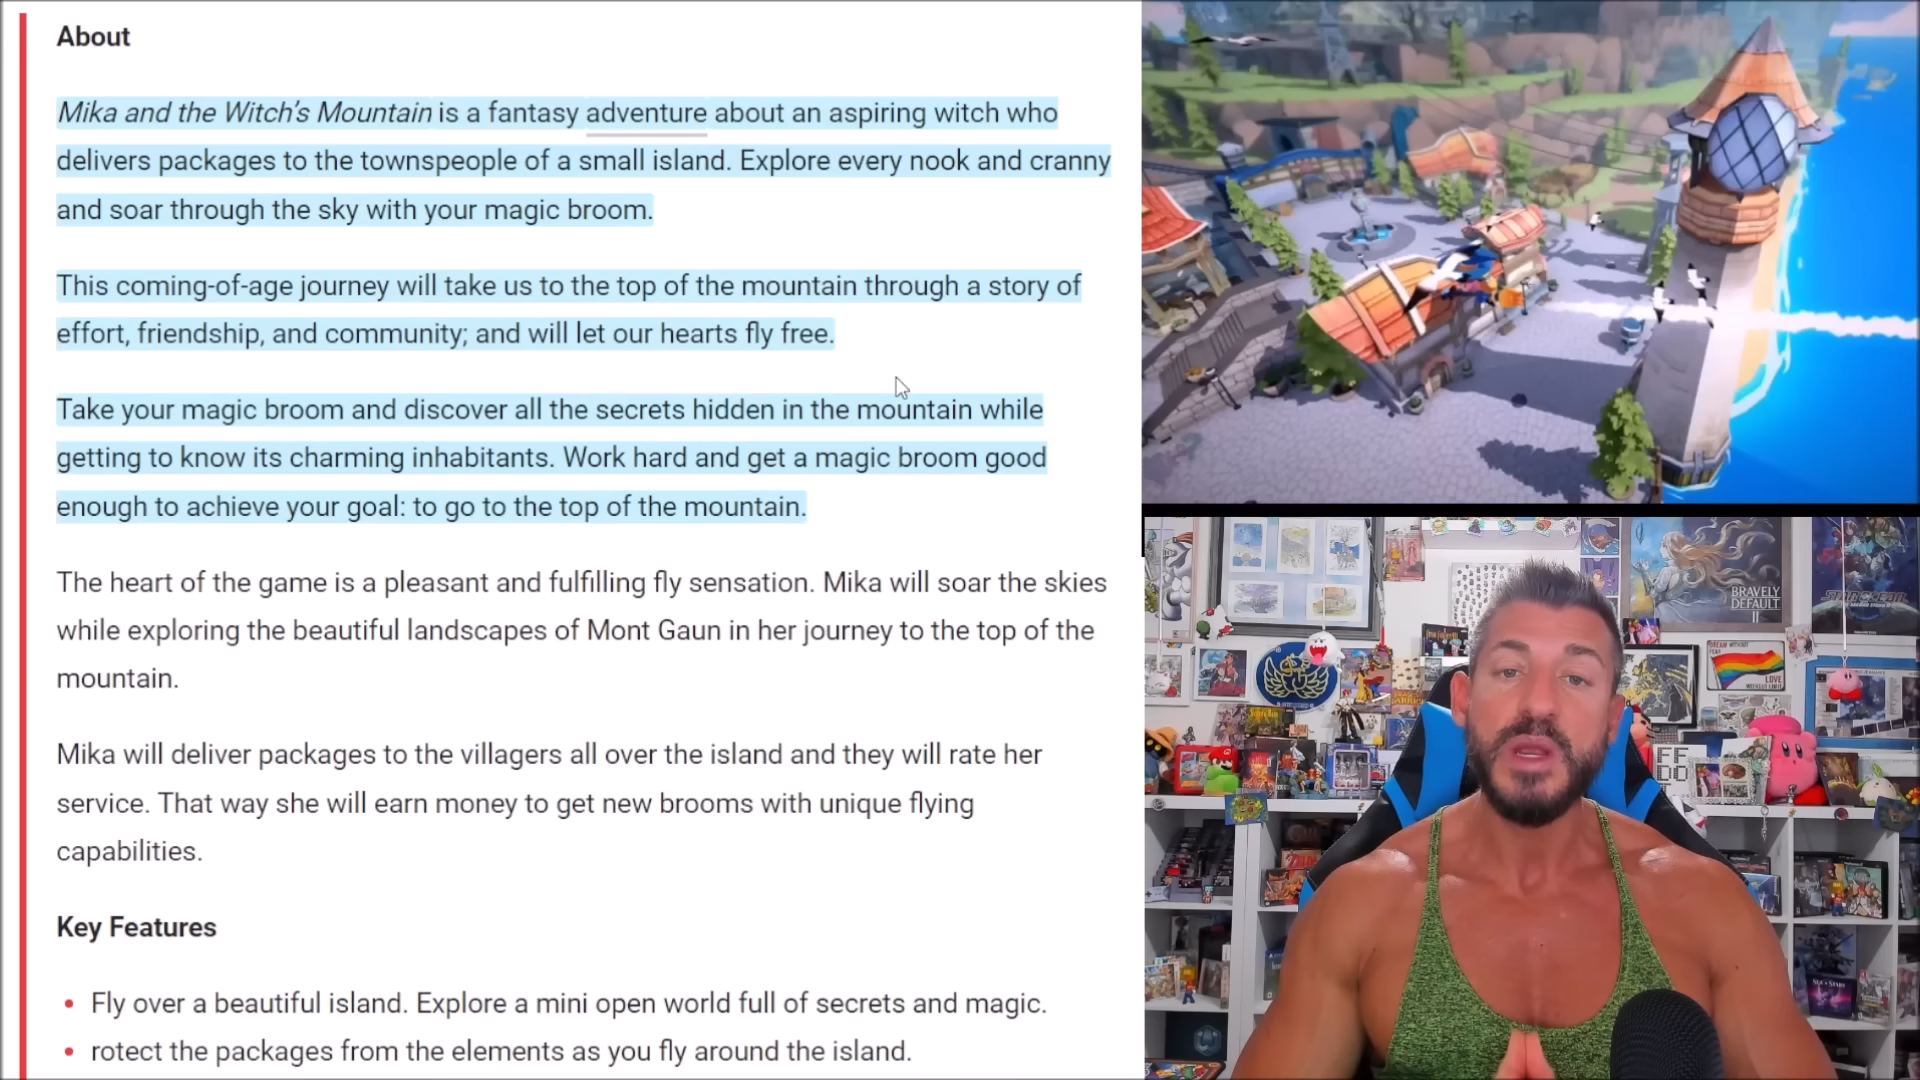 About
Mika and the Witch's Mountain is a fantasy adventure about an aspiring witch who
delivers packages to the townspeople of a small island. Explore every nook and cranny
and soar through the sky with your magic broom.
This coming-of-age journey will take us to the top of the mountain through a story of
effort, friendship, and community; and will let our hearts fly free.
Take your magic broom and discover all the secrets hidden in the mountain while
getting to know its charming inhabitants. Work hard and get a magic broom good
enough to achieve your goal: to go to the top of the mountain.
The heart of the game is a pleasant and fulfilling fly sensation. Mika will soar the skies
while exploring the beautiful landscapes of Mont Gaun in her journey to the top of the
mountain.
Mika will deliver packages to the villagers all over the island and they will rate her
service. That way she will earn money to get new brooms with unique flying
capabilities.
Key Features
Fly over a beautiful island. Explore a mini open world full of secrets and magic.
rotect the packages from the elements as you fly around the island.
BRAVELY
DEFAULT
II
STAR OCEAN
LOVE